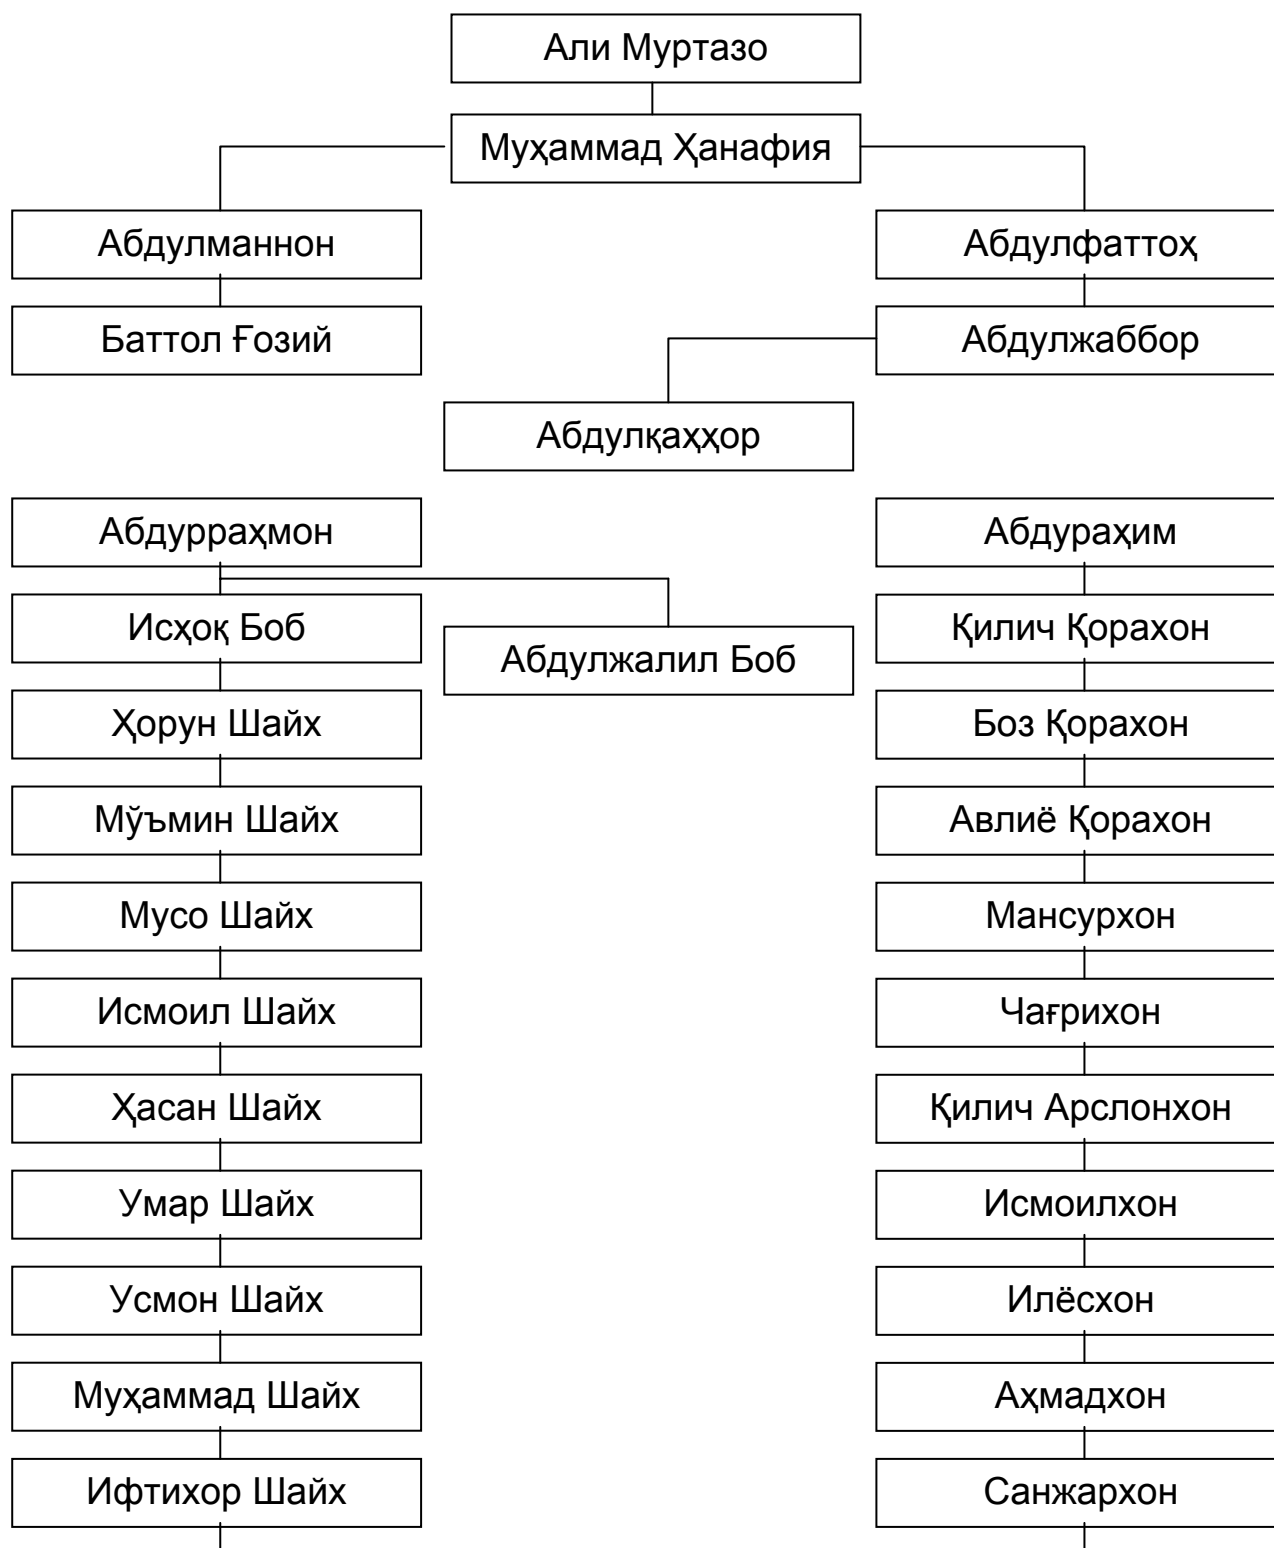 Али Муртазо
Муҳаммад Ҳанафия
Абдулманнон
Абдулфаттоҳ
Баттол Ғозий
Абдулжаббор
Абдулқаҳҳор
Абдурраҳмон
Абдураҳим
Исҳоқ Боб
Қилич Қорахон
Абдулжалил Боб
Ҳорун Шайх
Боз Қорахон
Мўъмин Шайх
Авлиё Қорахон
Мусо Шайх
Мансурхон
Исмоил Шайх
Чағрихон
Ҳасан Шайх
Қилич Арслонхон
Умар Шайх
Исмоилхон
Усмон Шайх
Илёсхон
Муҳаммад Шайх
Аҳмадхон
Ифтихор Шайх
Санжархон